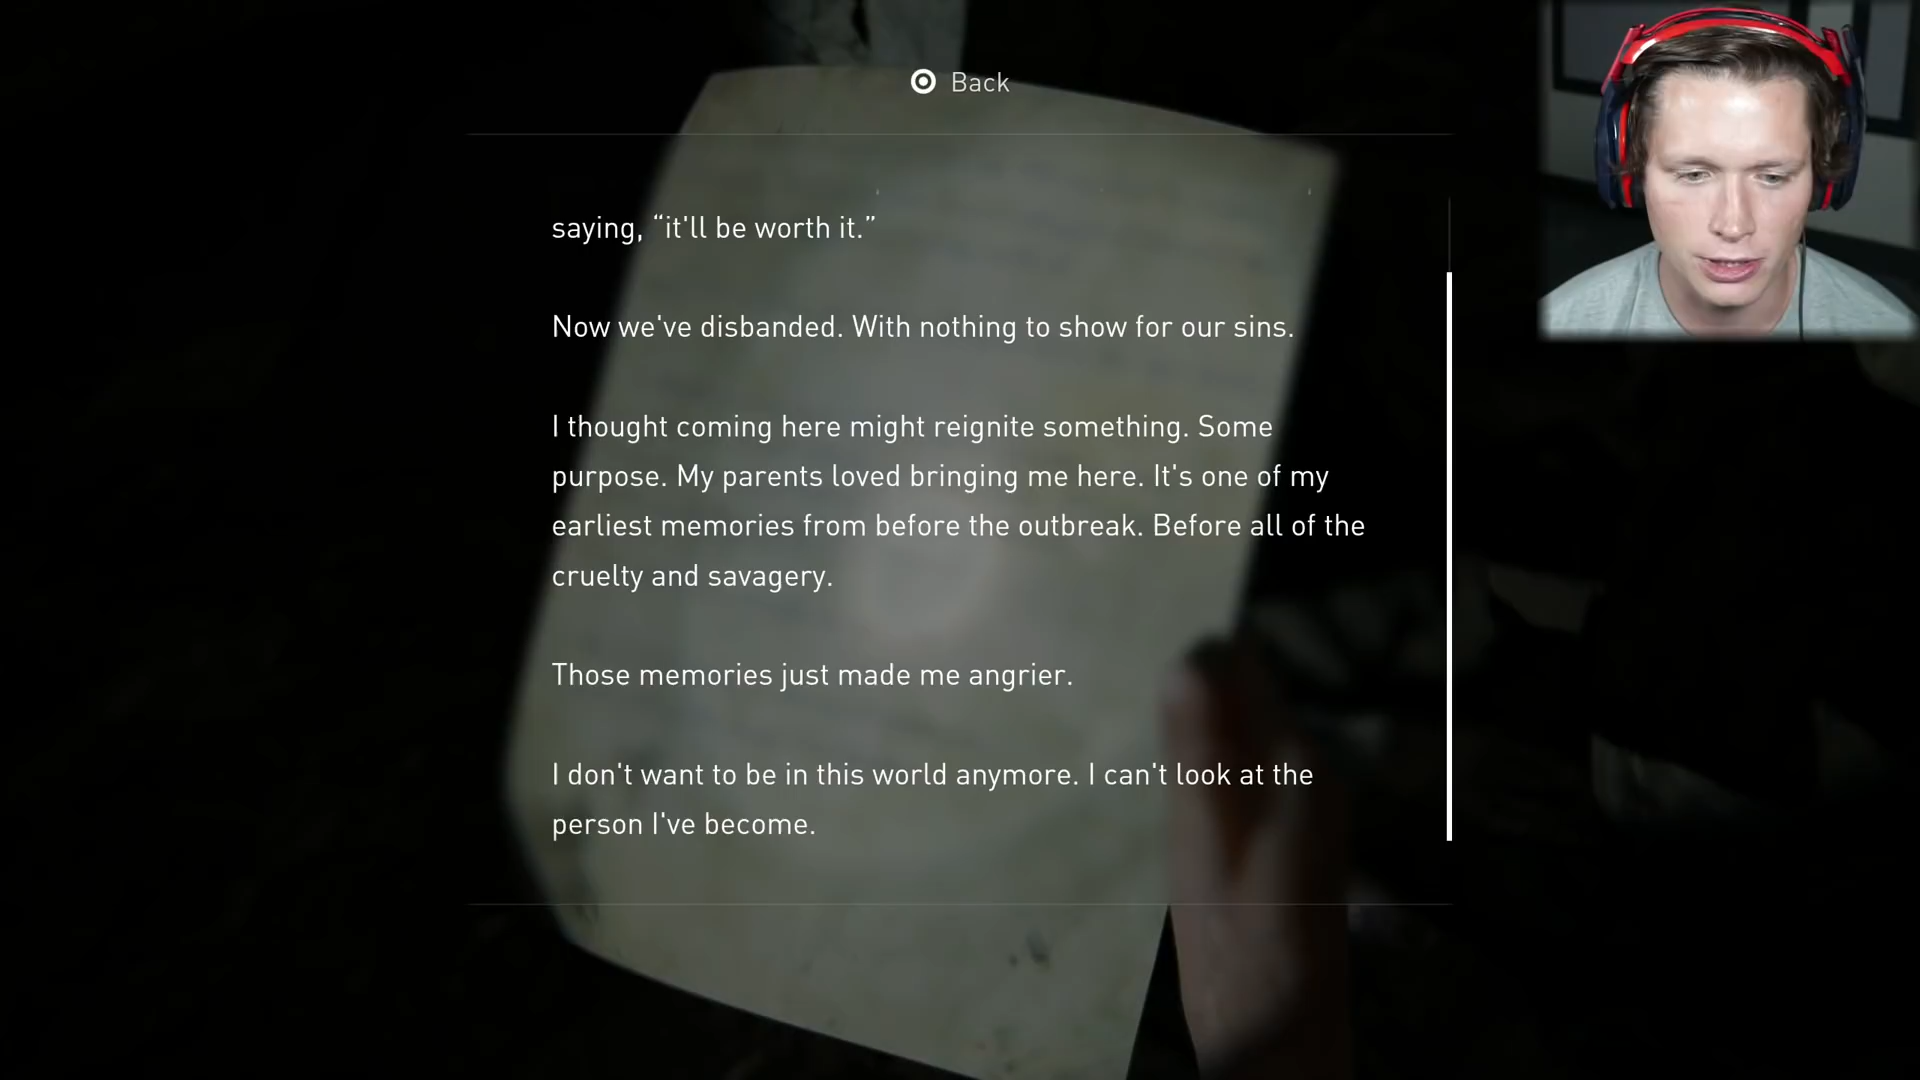 Back
saying, “it'll be worth it.”
Now we've disbanded. With nothing to show for our sins.
I thought coming here might reignite something. Some
purpose. My parents loved bringing me here. It's one of my
earliest memories from before the outbreak. Before all of the
cruelty and savagery.
Those memories just made me angrier.
I don't want to be in this world anymore. I can't look at the
person I've become.